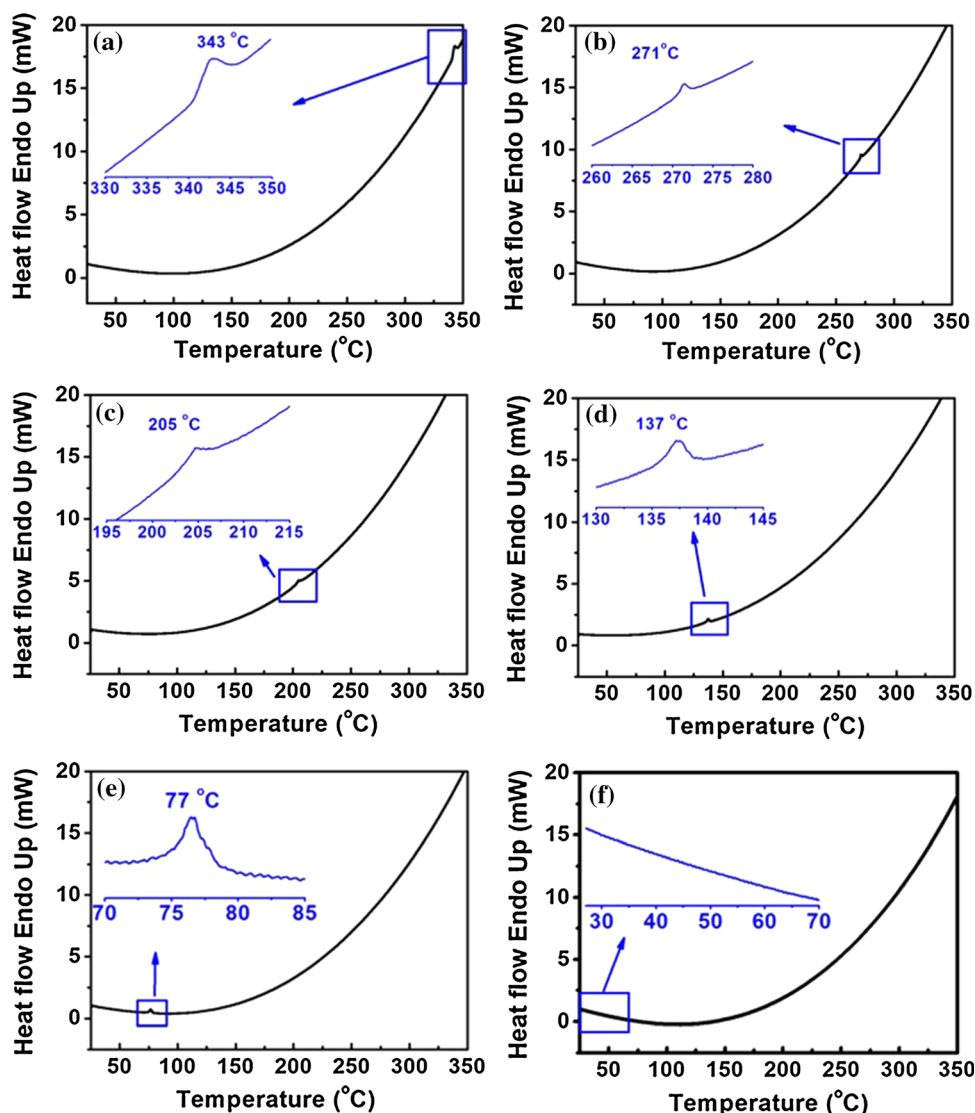 (a)
343 °C
330 335 340 345 350
Heat flow Endo Up (mW)
20
15
10
5
0
50 100 150 200 250 300 350
Temperature (°C)
(b)
271°C
260 265 270 275 280
Heat flow Endo Up (mW)
20
15
10
5
0
50 100 150 200 250 300 350
Temperature (°C)
(c)
205 °C
195 200 205 210 215
Heat flow Endo Up (mW)
20
15
10
5
0
50 100 150 200 250 300 350
Temperature (°C)
(d)
137 °C
130 135 140 145
Heat flow Endo Up (mW)
20
15
10
5
0
50 100 150 200 250 300 350
Temperature (°C)
(e)
77 °C
70 75 80 85
Heat flow Endo Up (mW)
20
15
10
5
0
50 100 150 200 250 300 350
Temperature (°C)
(f)
30 40 50 60 70
Heat flow Endo Up (mW)
20
15
10
5
0
50 100 150 200 250 300 350
Temperature (°C)